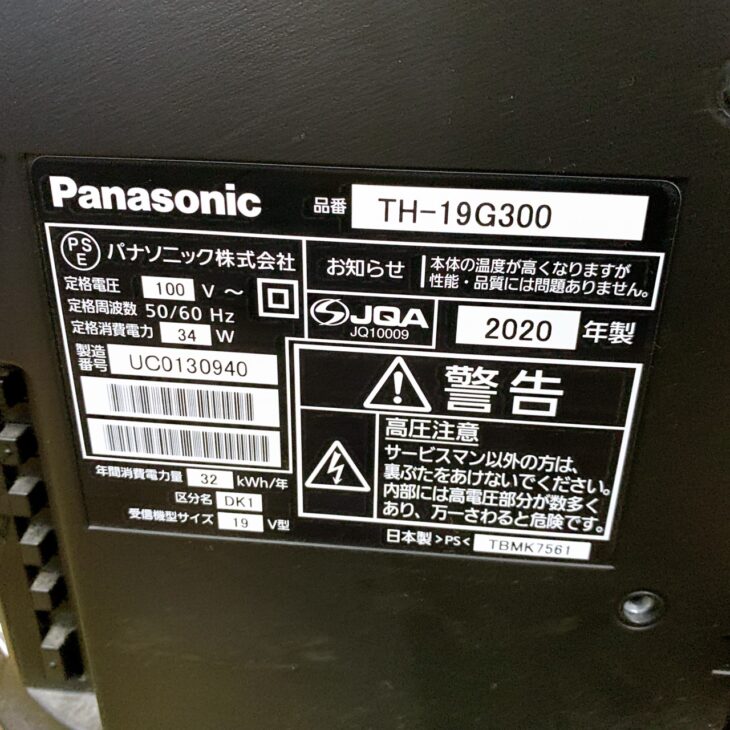 Panasonic 品番 TH-19G300
PS E パナソニック株式会社
定格電圧 100 V ~
定格周波数 50/60 Hz
定格消費電力 34 W
製造番号 UC0130940
年間消費電力量 32 kWh/年
区分名 DK1
受信機型サイズ 19 V型
お知らせ 本体の温度が高くなりますが
性能・品質には問題ありません。
JQA
JQ10009
2020 年製
警告
高圧注意
サービスマン以外の方は、
裏ぶたをあけないでください。
内部には高電圧部分が数多く
あり、万一さわると危険です。
日本製 >PS< TBMK7561